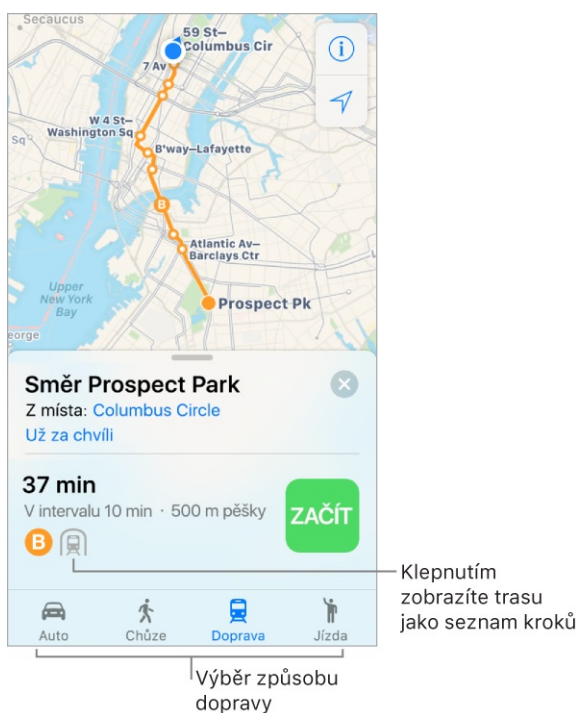 Secaucus
59 St–
Columbus Cir
7 Av
W 4 St–
Washington Sq
Sq
B'way–Lafayette
B
Atlantic Av–
Barclays Ctr
Upper
New York
Bay
Prospect Pk
eorge
Směr Prospect Park
Z místa: Columbus Circle
Už za chvíli
37 min
V intervalu 10 min · 500 m pěšky
ZAČÍT
B
Klepnutím
zobrazíte trasu
jako seznam kroků
Auto Chůze Doprava Jízda
Výběr způsobu
dopravy